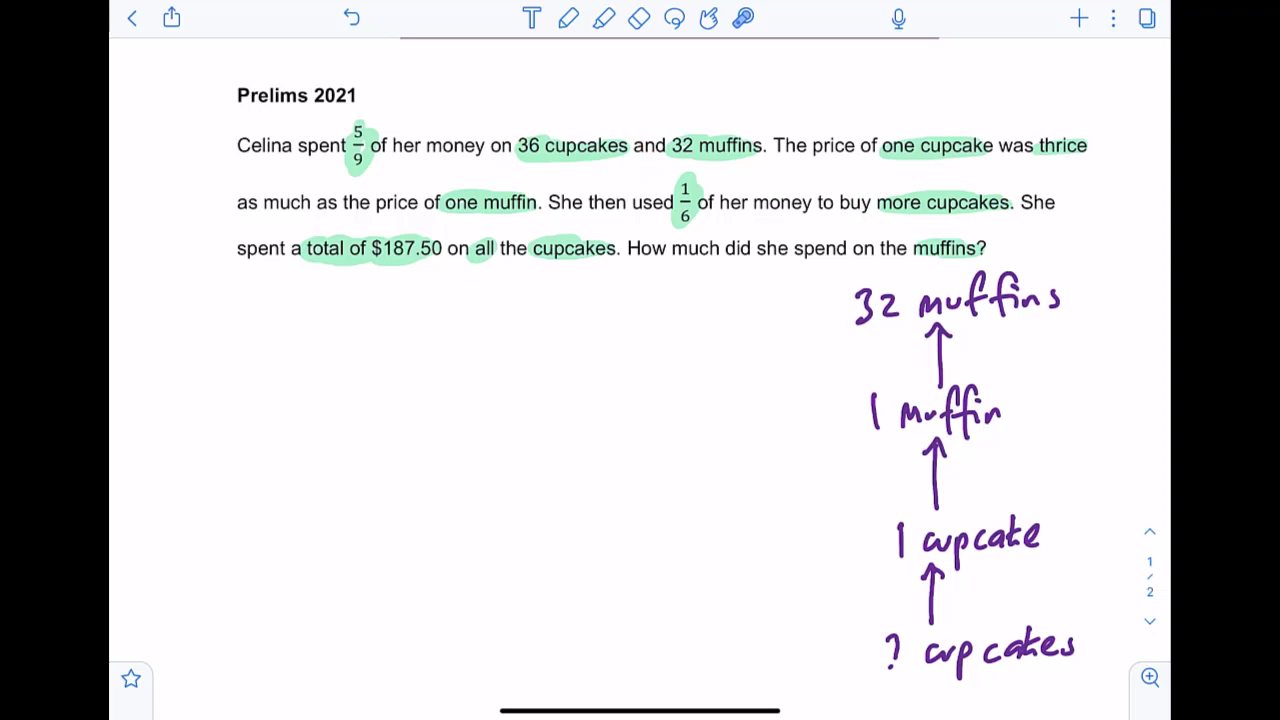 Prelims 2021
Celina spent 5/9 of her money on 36 cupcakes and 32 muffins. The price of one cupcake was thrice
as much as the price of one muffin. She then used 1/6 of her money to buy more cupcakes. She
spent a total of $187.50 on all the cupcakes. How much did she spend on the muffins?
32 muffins
1 muffin
1 cupcake
? cupcakes
1
/
2